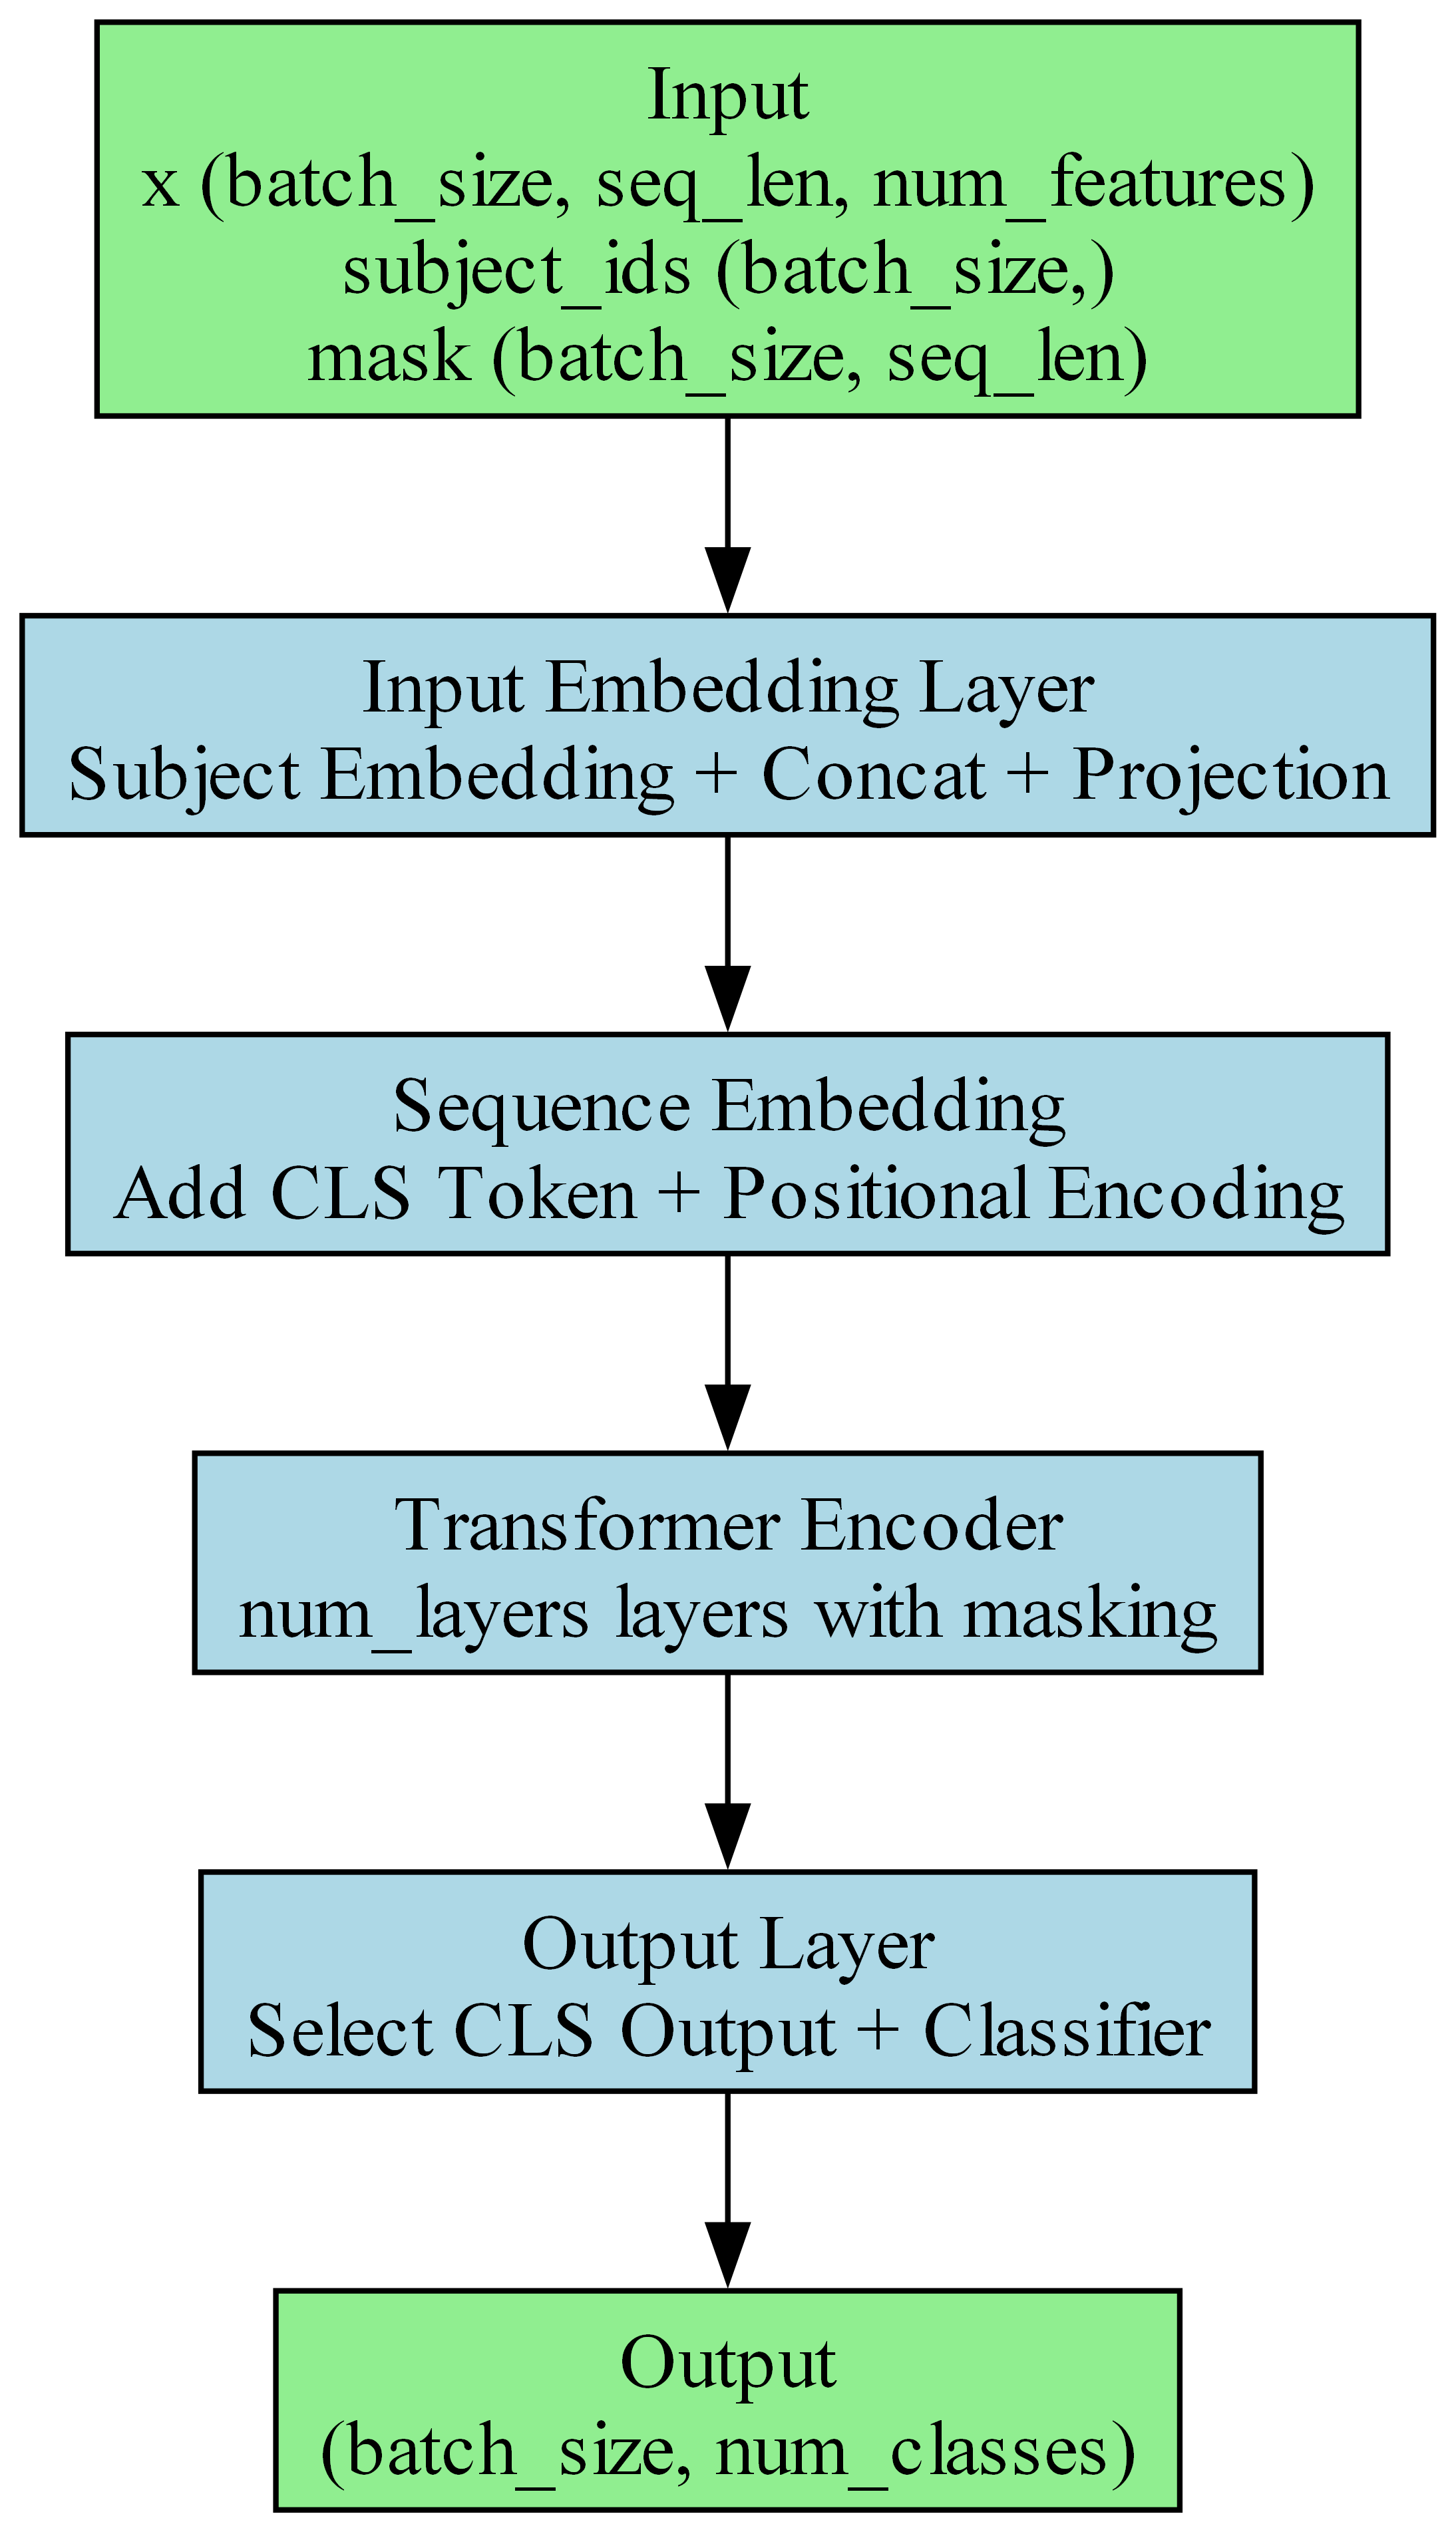 Input
x (batch_size, seq_len, num_features)
subject_ids (batch_size,)
mask (batch_size, seq_len)
Input Embedding Layer
Subject Embedding + Concat + Projection
Sequence Embedding
Add CLS Token + Positional Encoding
Transformer Encoder
num_layers layers with masking
Output Layer
Select CLS Output + Classifier
Output
(batch_size, num_classes)